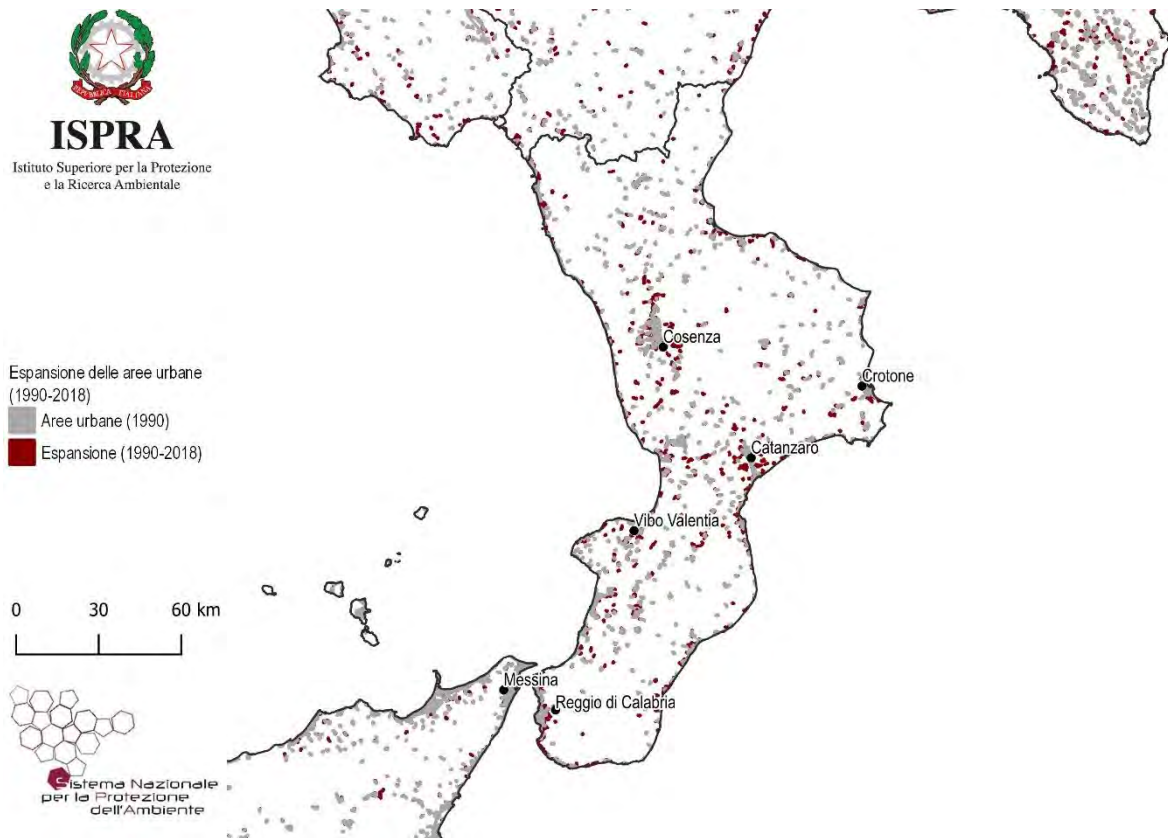 REPVBBLICA ITALIANA
ISPRA
Istituto Superiore per la Protezione
e la Ricerca Ambientale
Espansione delle aree urbane
(1990-2018)
Aree urbane (1990)
Espansione (1990-2018)
0 30 60 km
Sistema Nazionale
per la Protezione
dell'Ambiente
Cosenza
Crotone
Catanzaro
Vibo Valentia
Messina
Reggio di Calabria